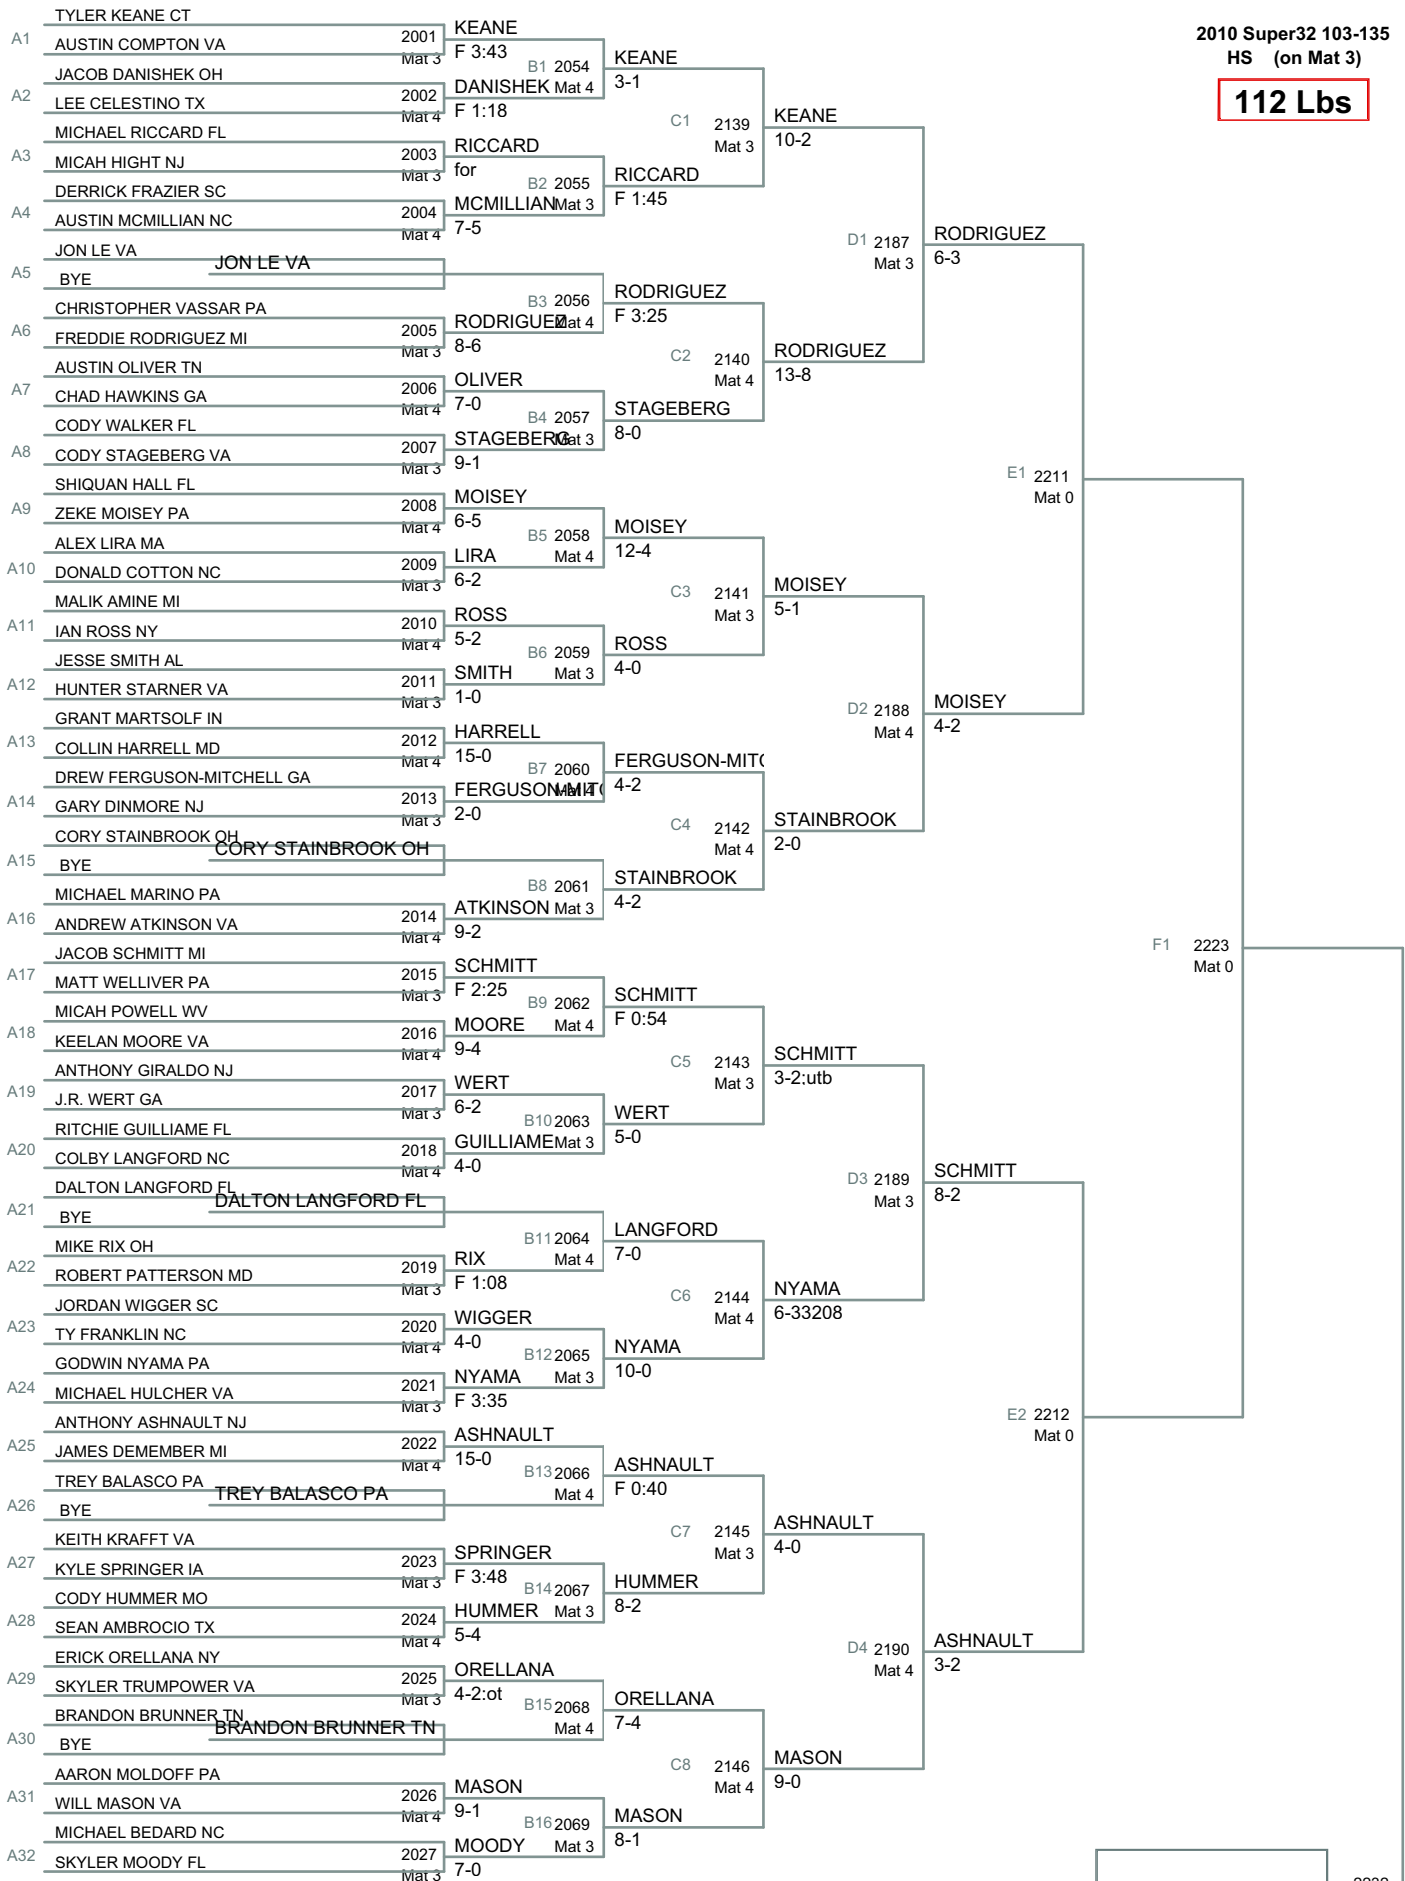 2010 Super32 103-135
HS (on Mat 3)
112 Lbs
A1
TYLER KEANE CT
AUSTIN COMPTON VA
2001
Mat 3
A2
JACOB DANISHEK OH
LEE CELESTINO TX
2002
Mat 4
A3
MICHAEL RICCARD FL
MICAH HIGHT NJ
2003
Mat 3
A4
DERRICK FRAZIER SC
AUSTIN MCMILLIAN NC
2004
Mat 4
A5
JON LE VA
BYE
JON LE VA
A6
CHRISTOPHER VASSAR PA
FREDDIE RODRIGUEZ MI
2005
Mat 3
A7
AUSTIN OLIVER TN
CHAD HAWKINS GA
2006
Mat 4
A8
CODY WALKER FL
CODY STAGEBERG VA
2007
Mat 3
A9
SHIQUAN HALL FL
ZEKE MOISEY PA
2008
Mat 4
A10
ALEX LIRA MA
DONALD COTTON NC
2009
Mat 3
A11
MALIK AMINE MI
IAN ROSS NY
2010
Mat 4
A12
JESSE SMITH AL
HUNTER STARNER VA
2011
Mat 3
A13
GRANT MARTSOLF IN
COLLIN HARRELL MD
2012
Mat 4
A14
DREW FERGUSON-MITCHELL GA
GARY DINMORE NJ
2013
Mat 3
A15
CORY STAINBROOK OH
BYE
CORY STAINBROOK OH
A16
MICHAEL MARINO PA
ANDREW ATKINSON VA
2014
Mat 4
A17
JACOB SCHMITT MI
MATT WELLIVER PA
2015
Mat 3
A18
MICAH POWELL WV
KEELAN MOORE VA
2016
Mat 4
A19
ANTHONY GIRALDO NJ
J.R. WERT GA
2017
Mat 3
A20
RITCHIE GUILLIAME FL
COLBY LANGFORD NC
2018
Mat 4
A21
DALTON LANGFORD FL
BYE
DALTON LANGFORD FL
A22
MIKE RIX OH
ROBERT PATTERSON MD
2019
Mat 3
A23
JORDAN WIGGER SC
TY FRANKLIN NC
2020
Mat 4
A24
GODWIN NYAMA PA
MICHAEL HULCHER VA
2021
Mat 3
A25
ANTHONY ASHNAULT NJ
JAMES DEMEMBER MI
2022
Mat 4
A26
TREY BALASCO PA
BYE
TREY BALASCO PA
A27
KEITH KRAFFT VA
KYLE SPRINGER IA
2023
Mat 3
A28
CODY HUMMER MO
SEAN AMBROCIO TX
2024
Mat 4
A29
ERICK ORELLANA NY
SKYLER TRUMPOWER VA
2025
Mat 3
A30
BRANDON BRUNNER TN
BYE
BRANDON BRUNNER TN
A31
AARON MOLDOFF PA
WILL MASON VA
2026
Mat 4
A32
MICHAEL BEDARD NC
SKYLER MOODY FL
2027
Mat 3
KEANE
F 3:43
B1 2054
Mat 4
DANISHEK
F 1:18
RICCARD
for
B2 2055
Mat 3
MCMILLIAN
7-5
B3 2056
Mat 4
RODRIGUEZ
8-6
OLIVER
7-0
B4 2057
Mat 3
STAGEBERG
9-1
MOISEY
6-5
B5 2058
Mat 4
LIRA
6-2
ROSS
5-2
B6 2059
Mat 3
SMITH
1-0
HARRELL
15-0
B7 2060
Mat 4
FERGUSON-MIT
2-0
B8 2061
Mat 3
ATKINSON
9-2
SCHMITT
F 2:25
B9 2062
Mat 4
MOORE
9-4
WERT
6-2
B10 2063
Mat 3
GUILLIAME
4-0
B11 2064
Mat 4
RIX
F 1:08
WIGGER
4-0
B12 2065
Mat 3
NYAMA
F 3:35
ASHNAULT
15-0
B13 2066
Mat 4
SPRINGER
F 3:48
B14 2067
Mat 3
HUMMER
5-4
ORELLANA
4-2:ot
B15 2068
Mat 4
MASON
9-1
B16 2069
Mat 3
MOODY
7-0
KEANE
3-1
C1 2139
Mat 3
RICCARD
F 1:45
RODRIGUEZ
F 3:25
C2 2140
Mat 4
STAGEBERG
8-0
MOISEY
12-4
C3 2141
Mat 3
ROSS
4-0
FERGUSON-MIT
4-2
C4 2142
Mat 4
STAINBROOK
4-2
SCHMITT
F 0:54
C5 2143
Mat 3
WERT
5-0
LANGFORD
7-0
C6 2144
Mat 4
NYAMA
10-0
ASHNAULT
F 0:40
C7 2145
Mat 3
HUMMER
8-2
ORELLANA
7-4
C8 2146
Mat 4
MASON
8-1
KEANE
10-2
D1 2187
Mat 3
RODRIGUEZ
13-8
MOISEY
5-1
D2 2188
Mat 4
STAINBROOK
2-0
SCHMITT
3-2:utb
D3 2189
Mat 3
NYAMA
6-33208
ASHNAULT
4-0
D4 2190
Mat 4
MASON
9-0
RODRIGUEZ
6-3
E1 2211
Mat 0
MOISEY
4-2
SCHMITT
8-2
E2 2212
Mat 0
ASHNAULT
3-2
F1 2223
Mat 0